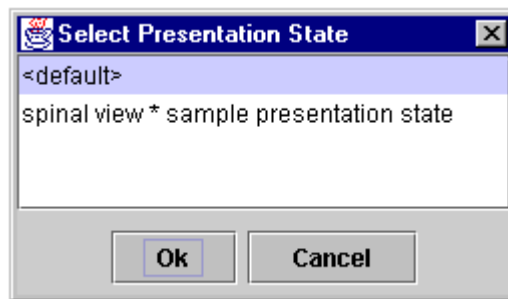 Select Presentation State
<default>
spinal view * sample presentation state
Ok
Cancel